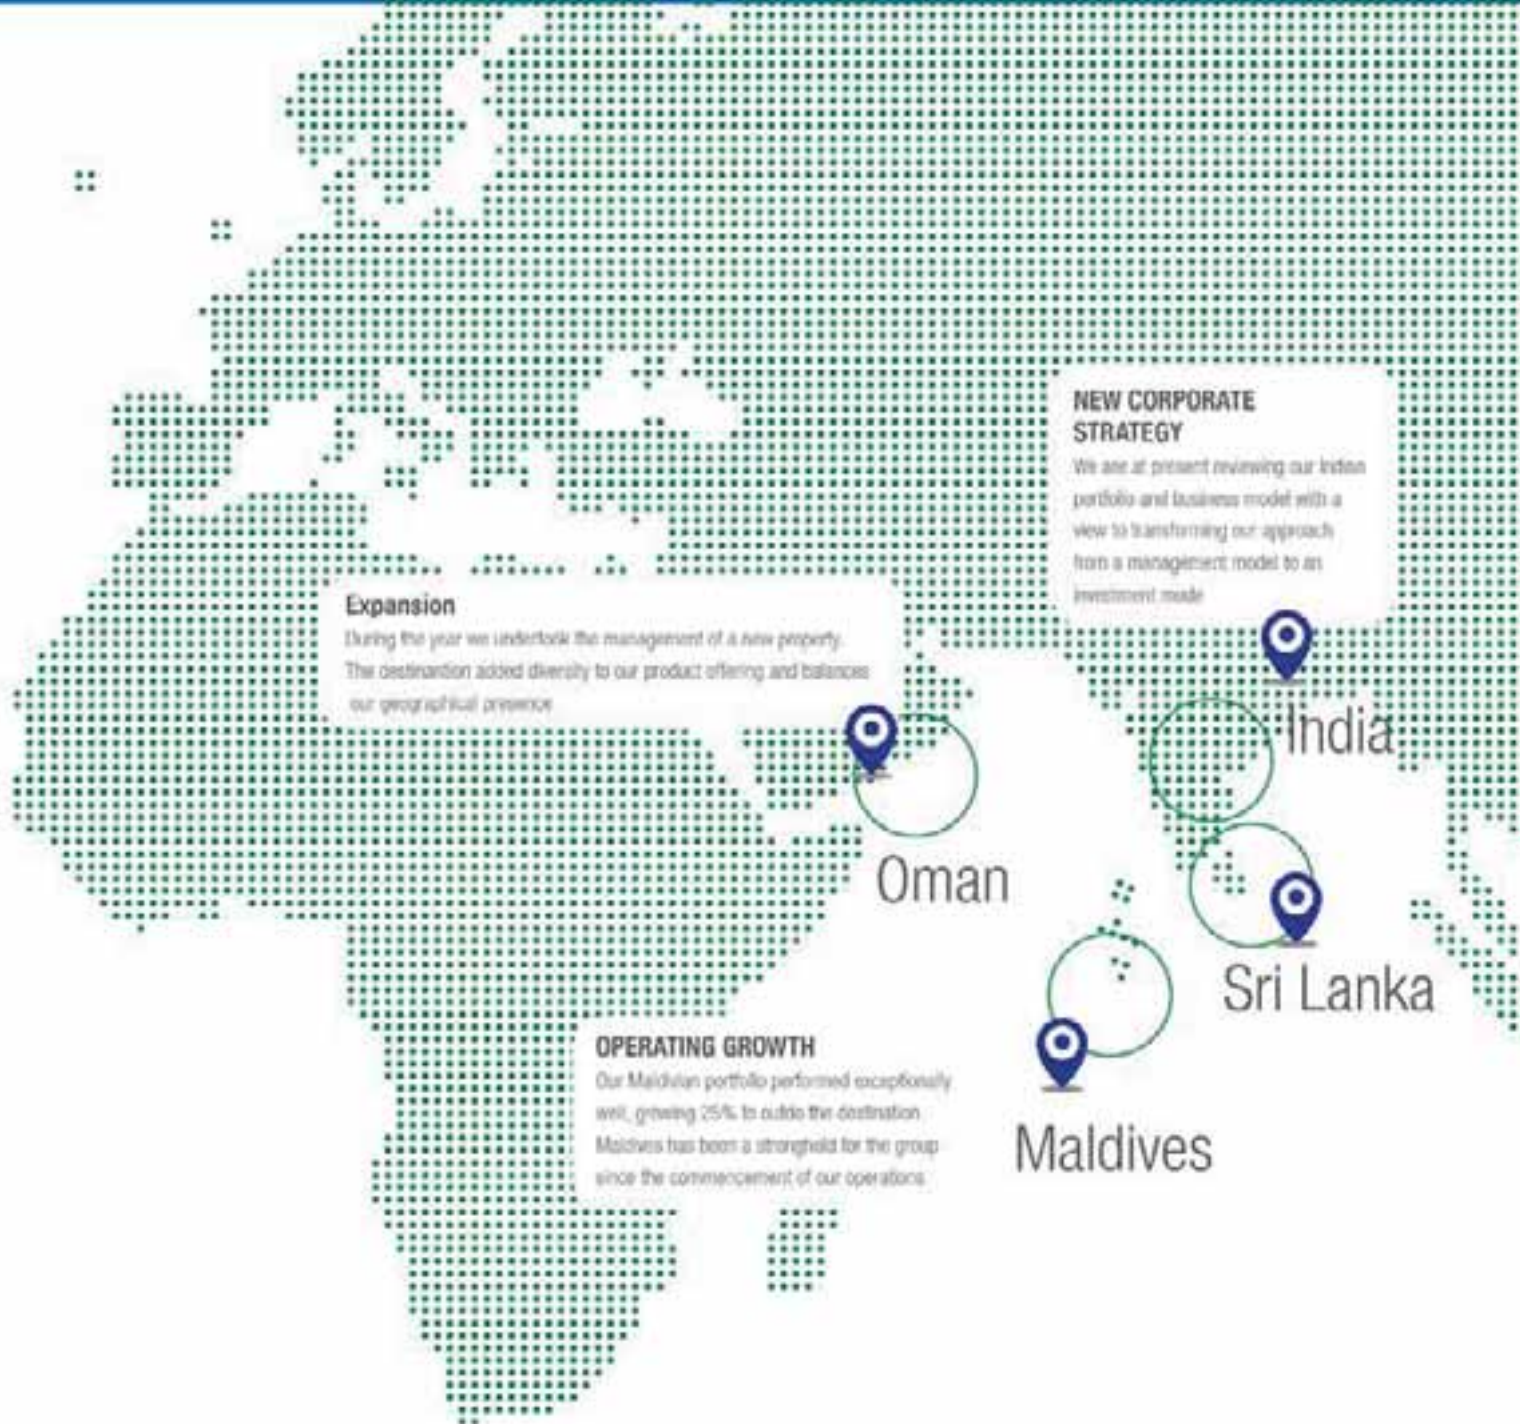 NEW CORPORATE
STRATEGY
We are at present reviewing our Indian
portfolio and business model with a
view to transforming our approach
from a management model to an
investment mode
Expansion
During the year we undertook the management of a new property.
The destinantion added diversity to our product offering and balances
our geographical presence
India
Oman
Sri Lanka
OPERATING GROWTH
Our Maldivian portfolio performed exceptionally
well, growing 25% to outdo the destination
Maldives has been a stronghold for the group
since the commencement of our operations
Maldives